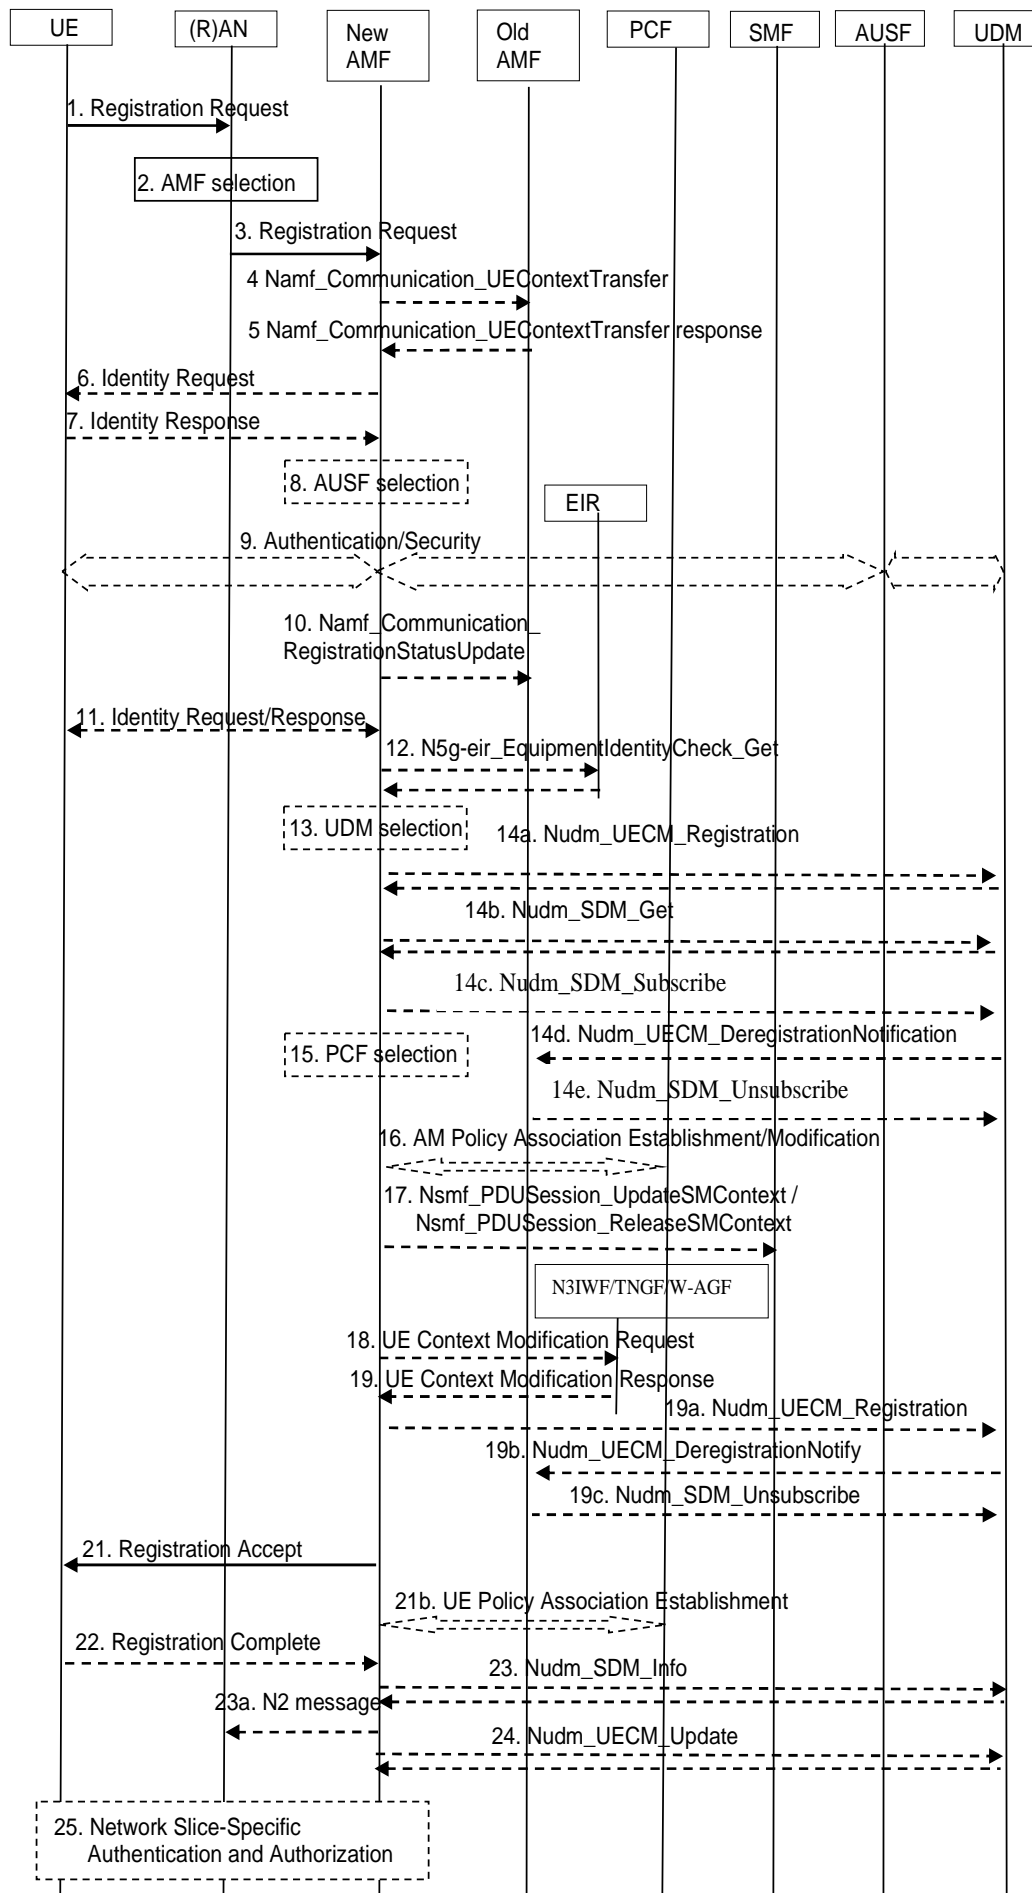 UE
(R)AN
New
AMF
Old
AMF
PCF
SMF
AUSF
UDM
1. Registration Request
2. AMF selection
3. Registration Request
4 Namf_Communication_UEContextTransfer
5 Namf_Communication_UEContextTransfer response
6. Identity Request
7. Identity Response
8. AUSF selection
EIR
9. Authentication/Security
10. Namf_Communication_
RegistrationStatusUpdate
11. Identity Request/Response
12. N5g-eir_EquipmentIdentityCheck_Get
13. UDM selection
14a. Nudm_UECM_Registration
14b. Nudm_SDM_Get
14c. Nudm_SDM_Subscribe
14d. Nudm_UECM_DeregistrationNotification
15. PCF selection
14e. Nudm_SDM_Unsubscribe
16. AM Policy Association Establishment/Modification
17. Nsmf_PDUSession_UpdateSMContext /
Nsmf_PDUSession_ReleaseSMContext
N3IWF/TNGF/W-AGF
18. UE Context Modification Request
19. UE Context Modification Response
19a. Nudm_UECM_Registration
19b. Nudm_UECM_DeregistrationNotify
19c. Nudm_SDM_Unsubscribe
21. Registration Accept
21b. UE Policy Association Establishment
22. Registration Complete
23. Nudm_SDM_Info
23a. N2 message
24. Nudm_UECM_Update
25. Network Slice-Specific
Authentication and Authorization